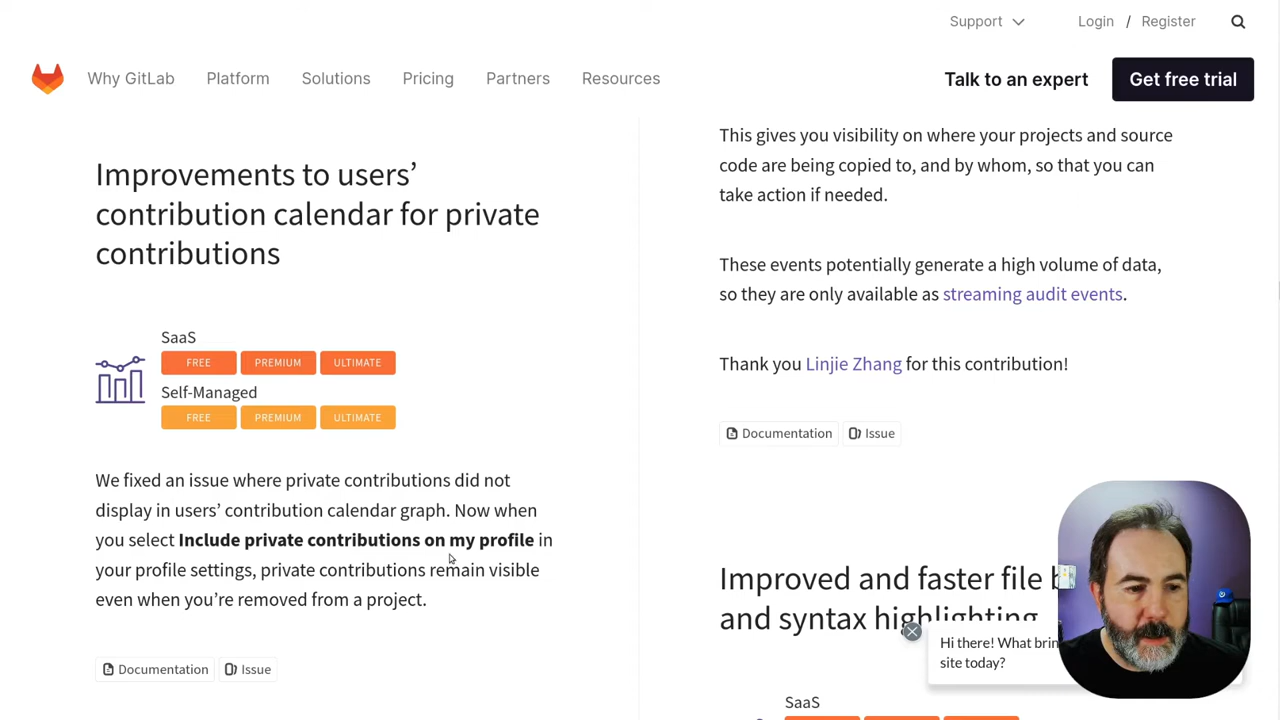 Support
Login / Register
Why GitLab Platform Solutions Pricing Partners Resources
Talk to an expert
Get free trial
Improvements to users’
contribution calendar for private
contributions
SaaS
FREE PREMIUM ULTIMATE
Self-Managed
FREE PREMIUM ULTIMATE
We fixed an issue where private contributions did not
display in users’ contribution calendar graph. Now when
you select Include private contributions on my profile in
your profile settings, private contributions remain visible
even when you’re removed from a project.
Documentation Issue
This gives you visibility on where your projects and source
code are being copied to, and by whom, so that you can
take action if needed.
These events potentially generate a high volume of data,
so they are only available as streaming audit events.
Thank you Linjie Zhang for this contribution!
Documentation Issue
Improved and faster file
and syntax highlighting
SaaS
Hi there! What
site today?